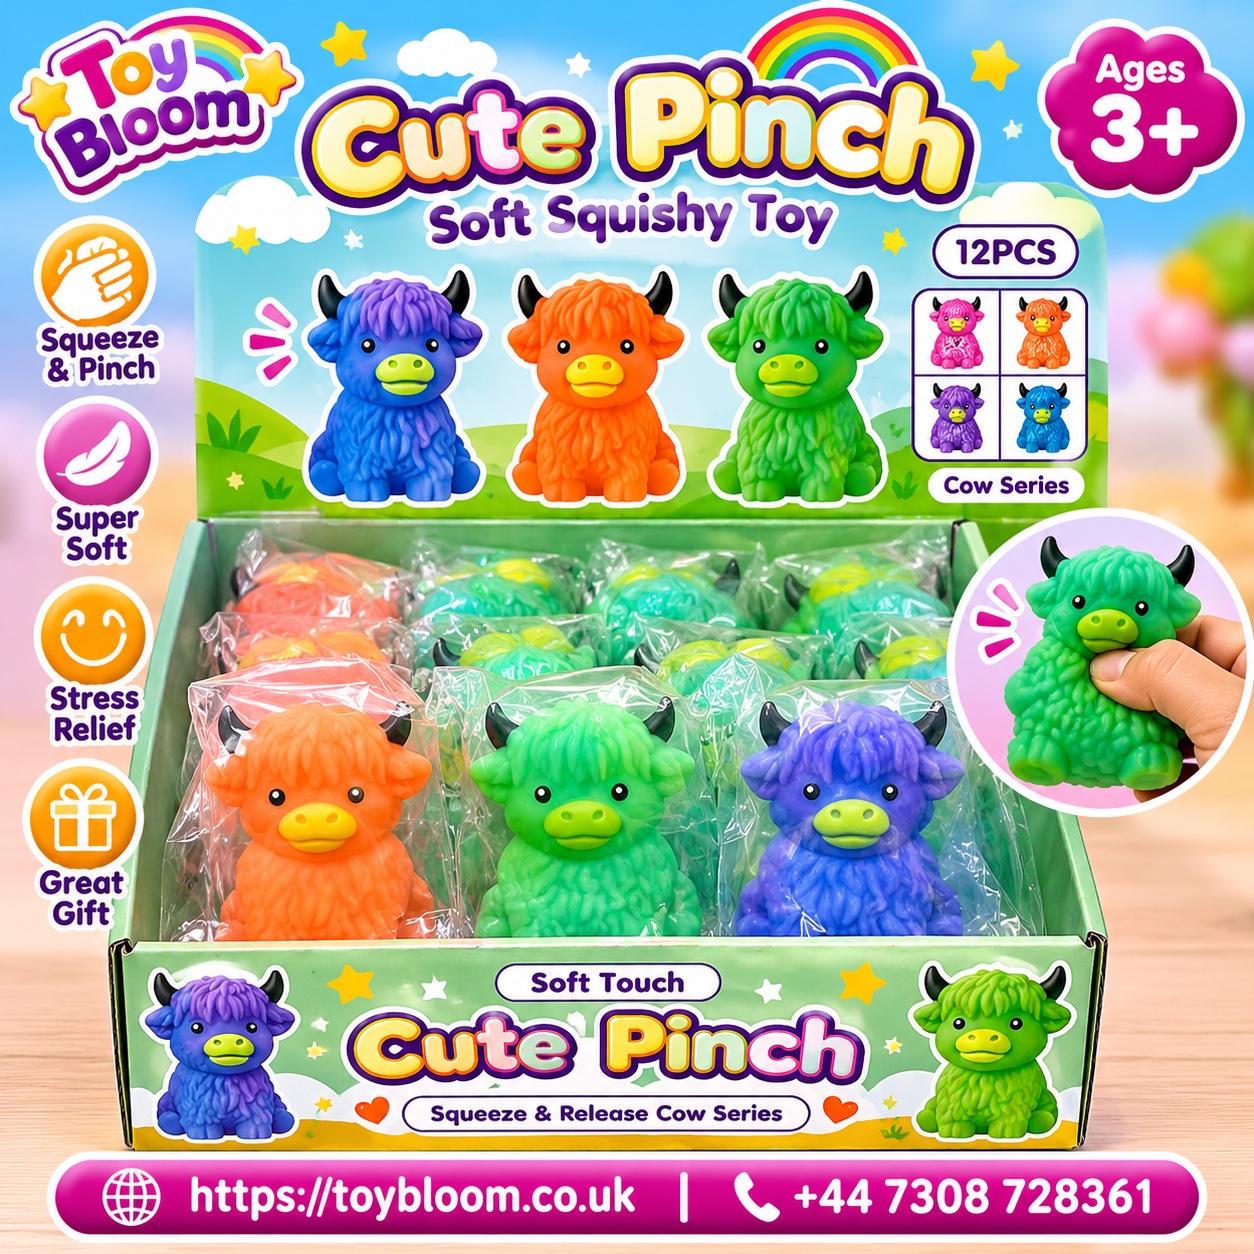 Toy
Bloom
Cute Pinch
Soft Squishy Toy
Ages
3+
12PCS
Cow Series
Squeeze
& Pinch
Super
Soft
Stress
Relief
Great
Gift
Soft Touch
Cute Pinch
Squeeze & Release Cow Series
https://toybloom.co.uk | +44 7308 728361